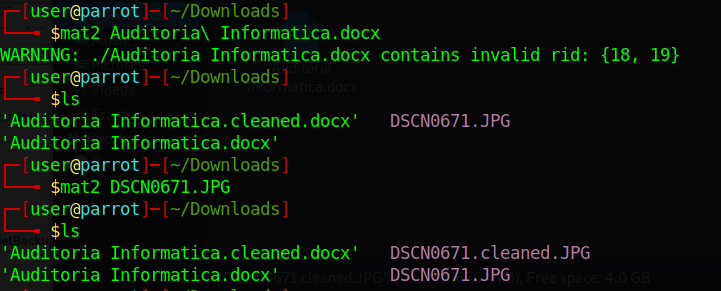 [user@parrot]-[~/Downloads]
$mat2 Auditoria\ Informatica.docx
WARNING: ./Auditoria Informatica.docx contains invalid rid: {18, 19}
[user@parrot]-[~/Downloads]
$ls
'Auditoria Informatica.cleaned.docx' DSCN0671.JPG
'Auditoria Informatica.docx'
[user@parrot]-[~/Downloads]
$mat2 DSCN0671.JPG
[user@parrot]-[~/Downloads]
$ls
'Auditoria Informatica.cleaned.docx' DSCN0671.cleaned.JPG
'Auditoria Informatica.docx' DSCN0671.JPG